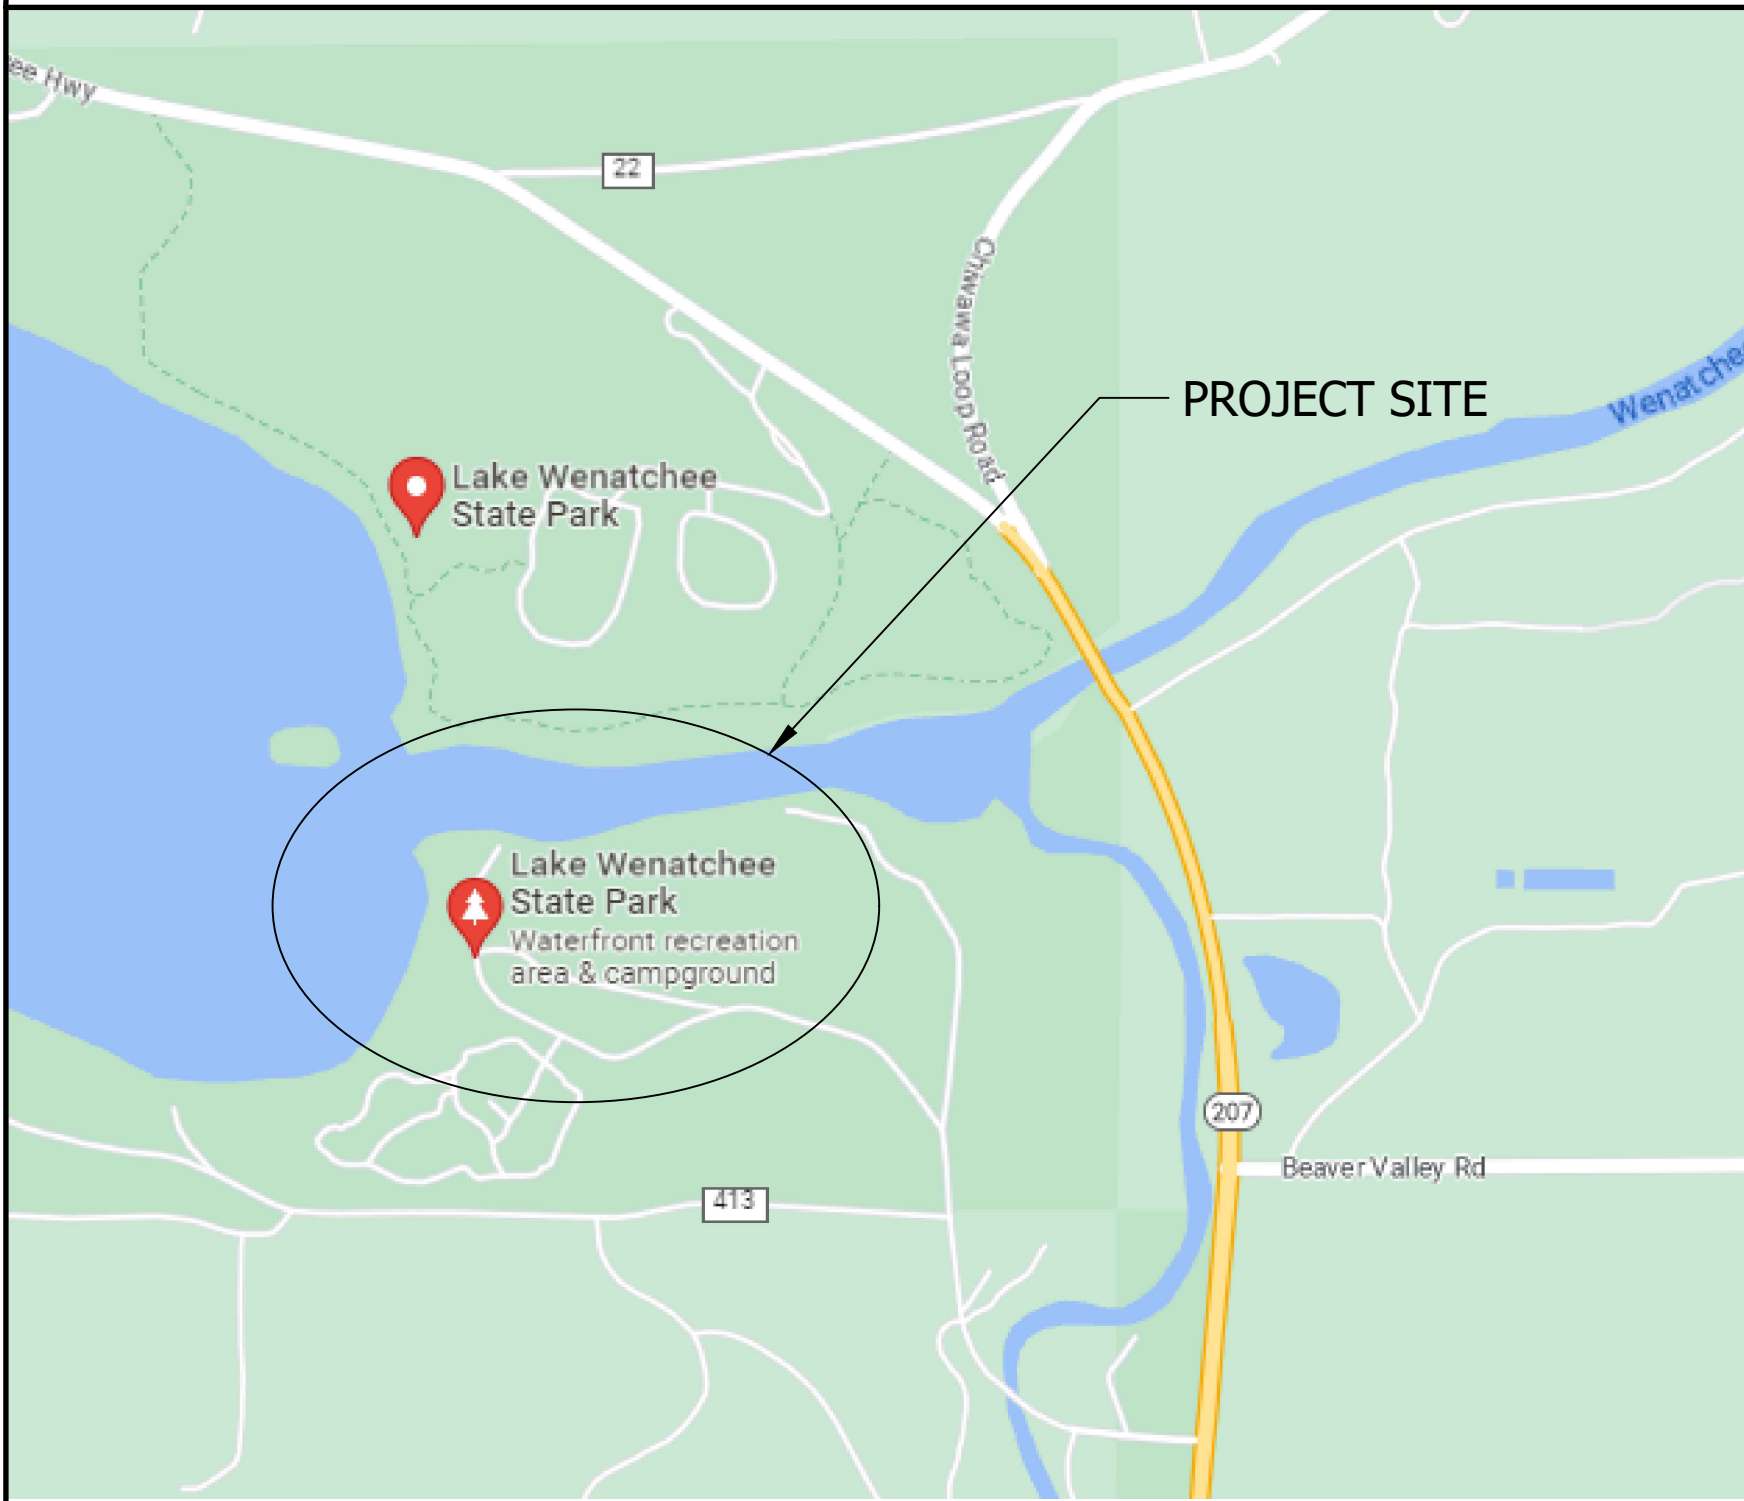 ee Hwy
22
Chiwawa Loop Road
PROJECT SITE
Wenatchee
Lake Wenatchee
State Park
Lake Wenatchee
State Park
Waterfront recreation
area & campground
207
Beaver Valley Rd
413